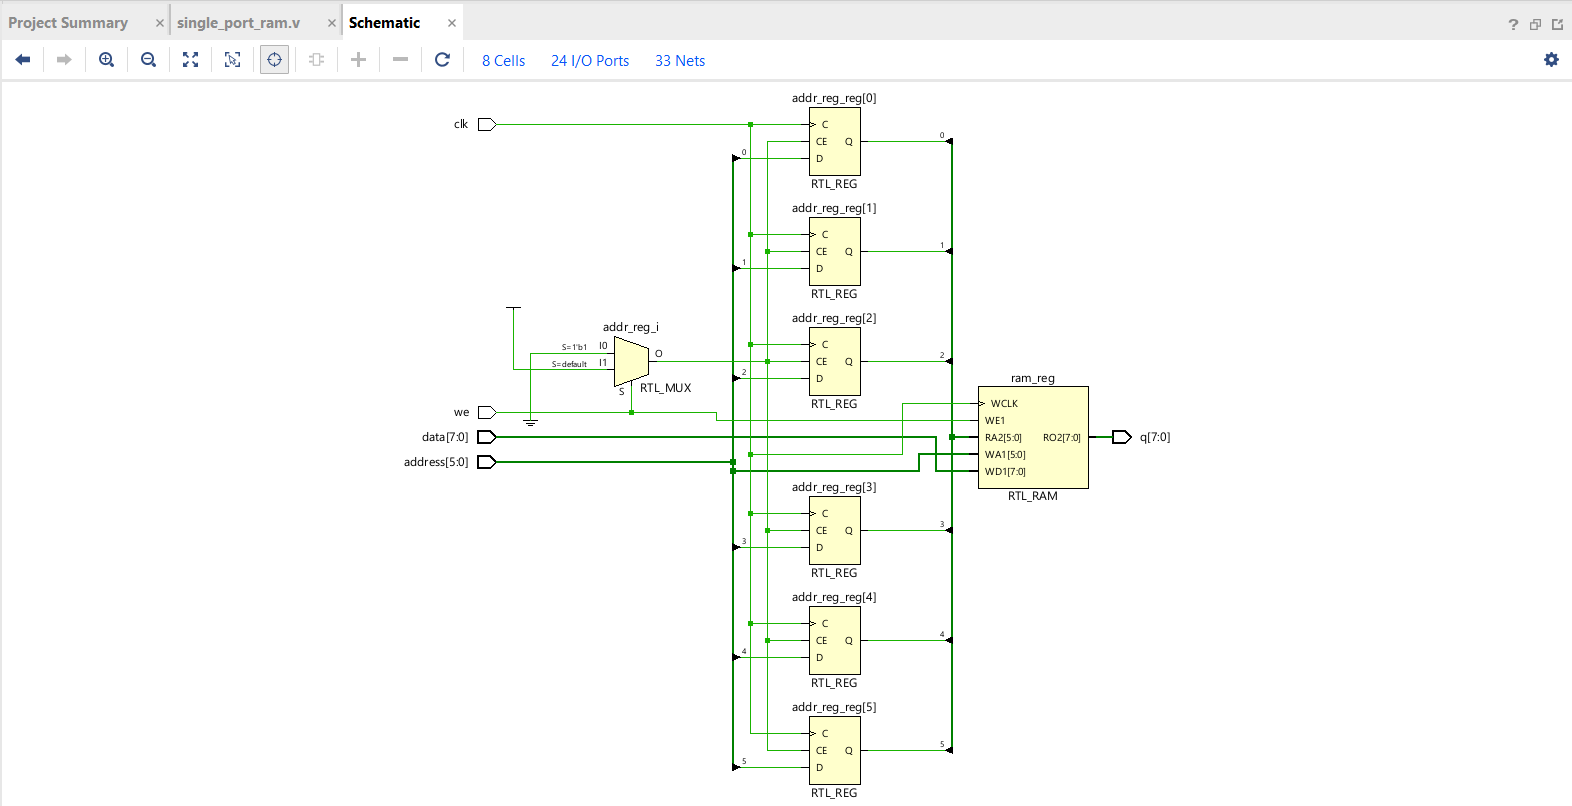 Project Summary × single_port_ram.v × Schematic ×
?
8 Cells 24 I/O Ports 33 Nets
addr_reg_reg[0]
clk
C
CE Q
D
0
0
RTL_REG
addr_reg_reg[1]
C
CE Q
D
1
1
RTL_REG
addr_reg_reg[2]
C
CE Q
D
2
2
RTL_REG
addr_reg_i
S=1'b1 I0
S=default I1
O
S
RTL_MUX
we
data[7:0]
address[5:0]
ram_reg
WCLK
WE1
RA2[5:0] RO2[7:0]
WA1[5:0]
WD1[7:0]
RTL_RAM
q[7:0]
addr_reg_reg[3]
C
CE Q
D
3
3
RTL_REG
addr_reg_reg[4]
C
CE Q
D
4
4
RTL_REG
addr_reg_reg[5]
C
CE Q
D
5
5
RTL_REG